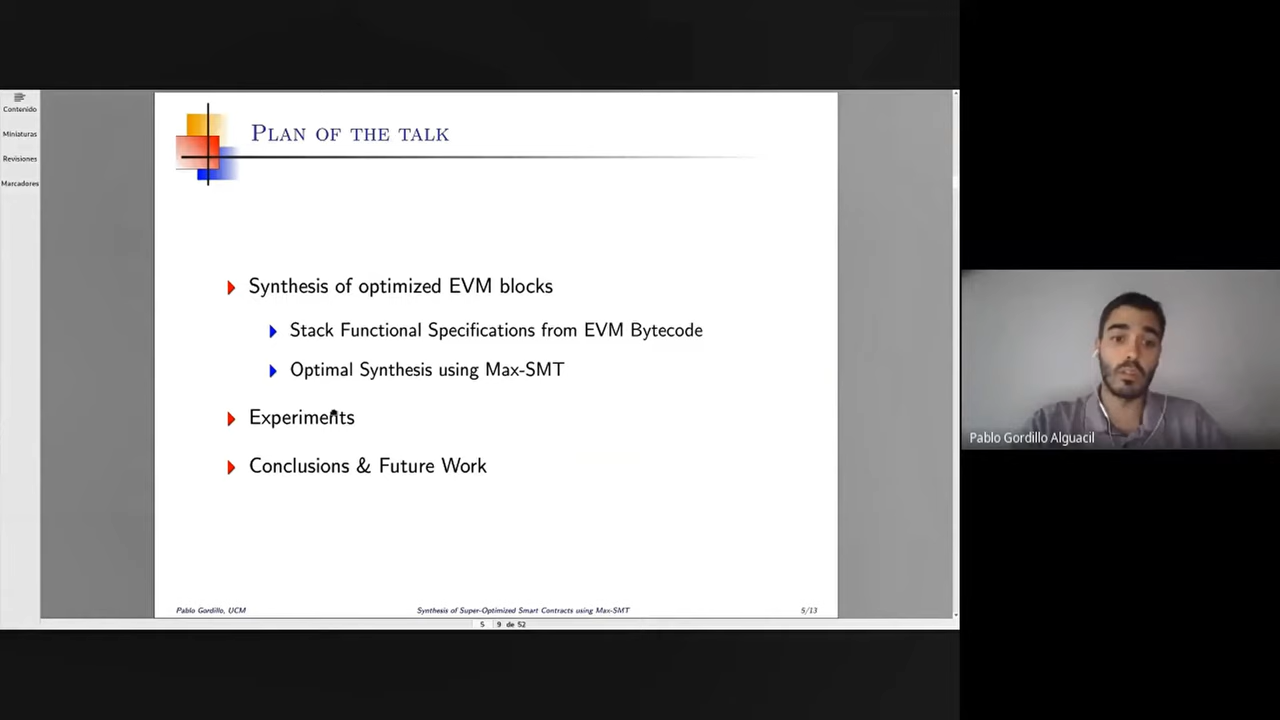 Contenido
Miniaturas
Revisiones
Marcadores
Plan of the talk
Synthesis of optimized EVM blocks
Stack Functional Specifications from EVM Bytecode
Optimal Synthesis using Max-SMT
Experiments
Conclusions & Future Work
Pablo Gordillo, UCM Synthesis of Super-Optimized Smart Contracts using Max-SMT 5/13
5 9 de 52
Pablo Gordillo Alguacil